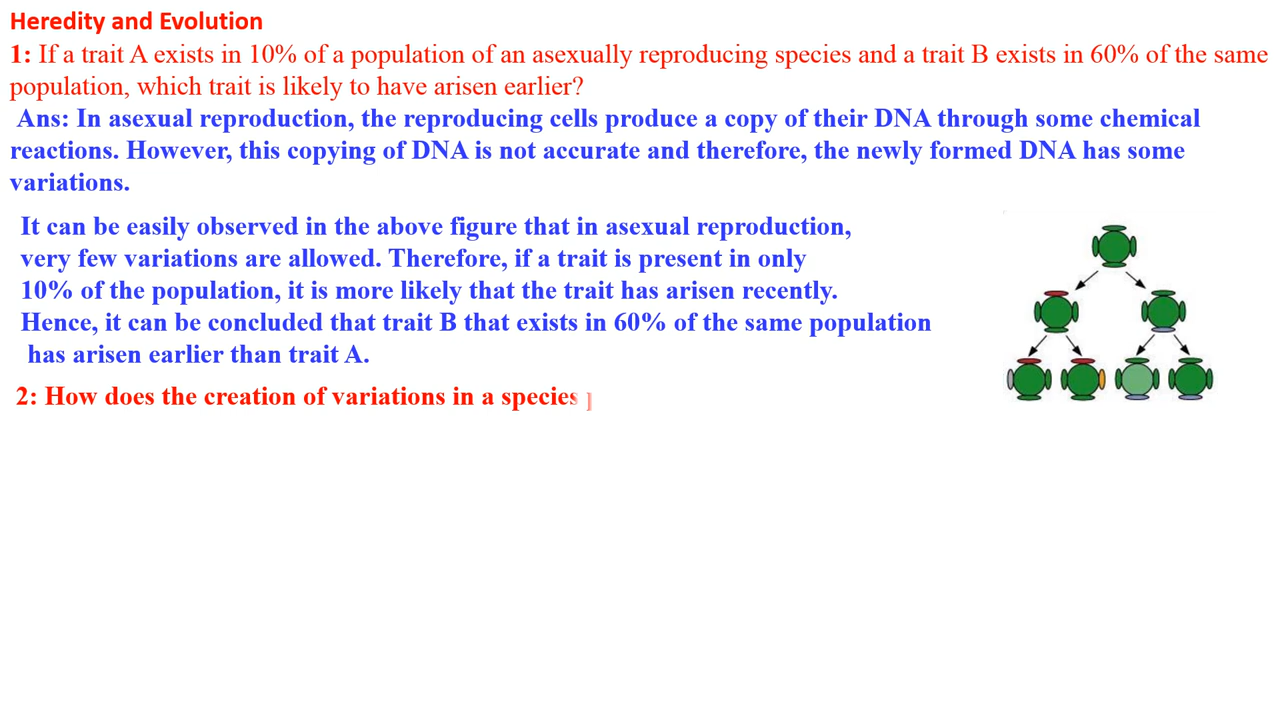 Heredity and Evolution
1: If a trait A exists in 10% of a population of an asexually reproducing species and a trait B exists in 60% of the same
population, which trait is likely to have arisen earlier?
Ans: In asexual reproduction, the reproducing cells produce a copy of their DNA through some chemical
reactions. However, this copying of DNA is not accurate and therefore, the newly formed DNA has some
variations.
It can be easily observed in the above figure that in asexual reproduction,
very few variations are allowed. Therefore, if a trait is present in only
10% of the population, it is more likely that the trait has arisen recently.
Hence, it can be concluded that trait B that exists in 60% of the same population
has arisen earlier than trait A.
2: How does the creation of variations in a species